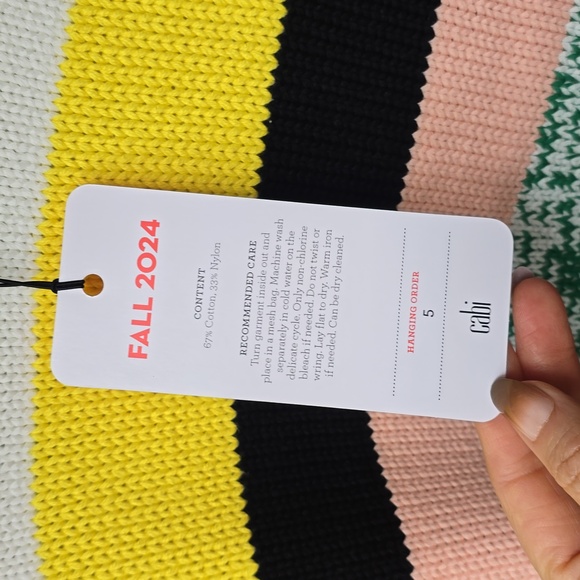 FALL 2024
CONTENT
67% Cotton, 33% Nylon
RECOMMENDED CARE
Turn garment inside out and
place in a mesh bag. Machine wash
separately in cold water on the
delicate cycle. Only non-chlorine
bleach if needed. Do not twist or
wring. Lay flat to dry. Warm iron
if needed. Can be dry cleaned.
HANGING ORDER
5
cabi